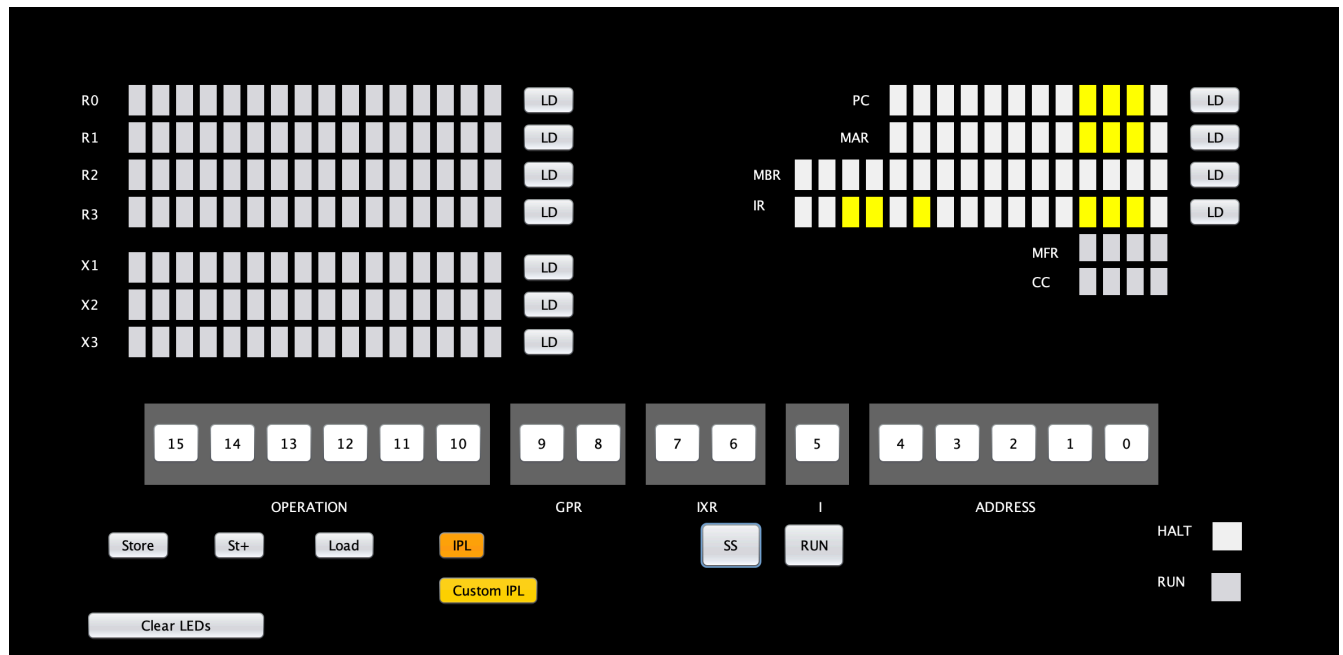 R0 LD PC LD
R1 LD MAR LD
R2 LD MBR LD
R3 LD IR LD
MFR
X1 LD CC
X2 LD
X3 LD
15 14 13 12 11 10 9 8 7 6 5 4 3 2 1 0
OPERATION GPR IXR I ADDRESS
Store St+ Load IPL SS RUN HALT
Custom IPL RUN
Clear LEDs